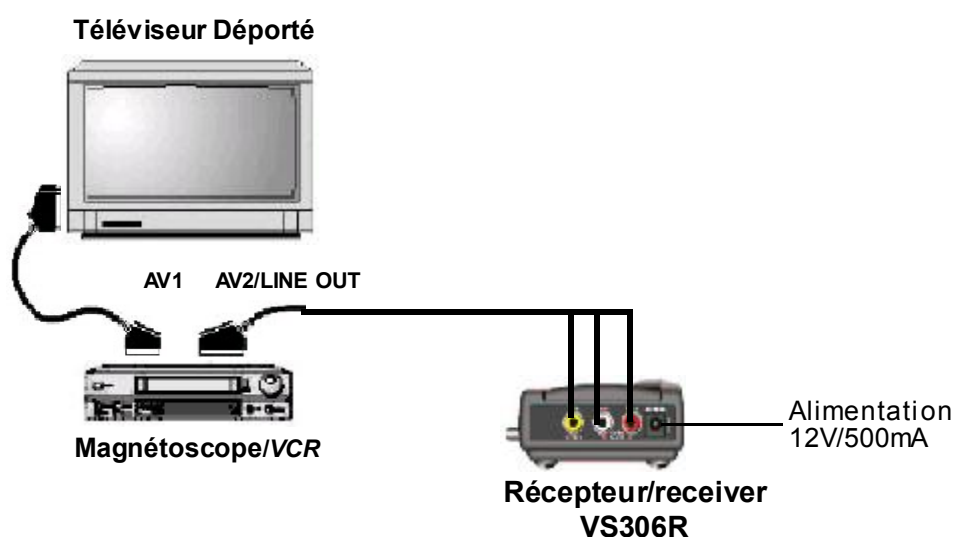 Téléviseur Déporté
AV1 AV2/LINE OUT
Magnétoscope/VCR
Alimentation
12V/500mA
Récepteur/receiver
VS306R